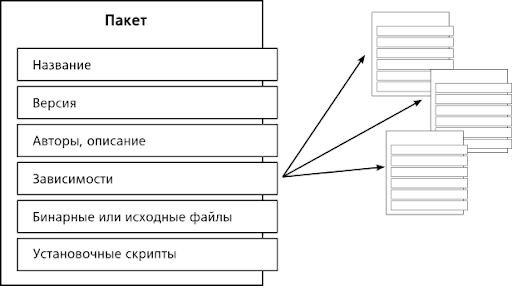 Пакет
Название
Версия
Авторы, описание
Зависимости
Бинарные или исходные файлы
Установочные скрипты